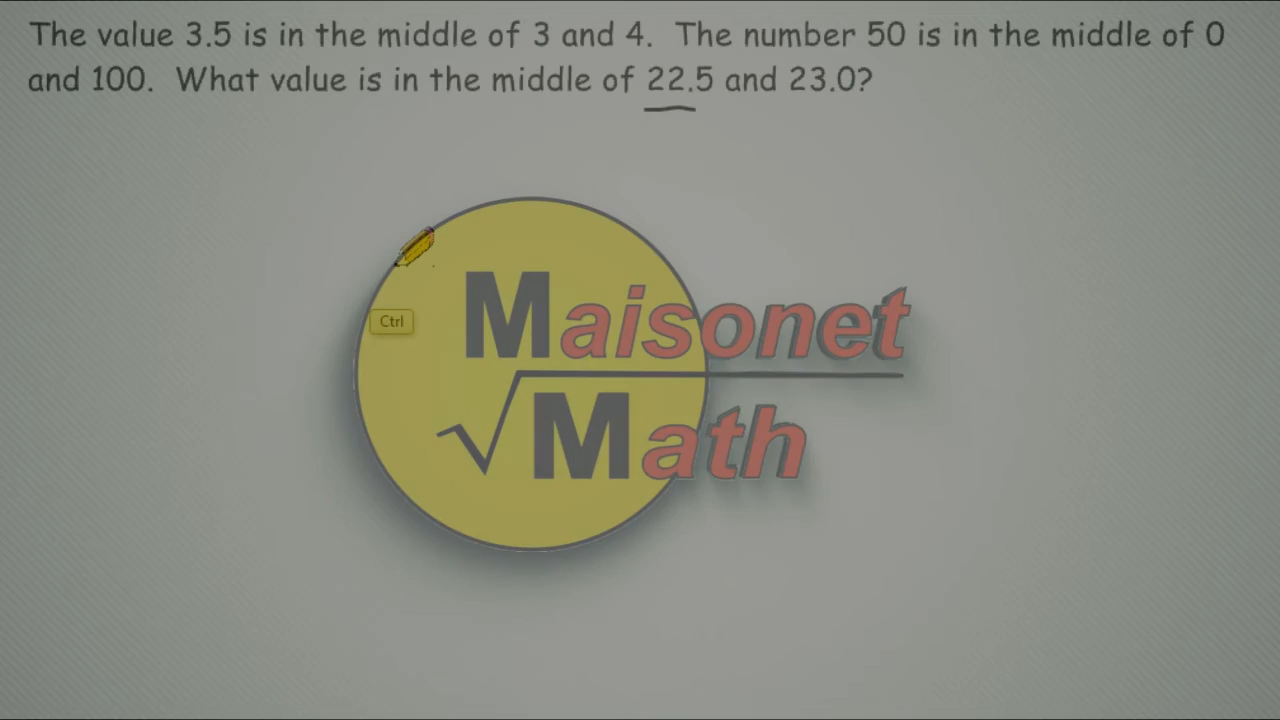 The value 3.5 is in the middle of 3 and 4. The number 50 is in the middle of 0
and 100. What value is in the middle of 22.5 and 23.0?
Ctrl
Maisonet
Math